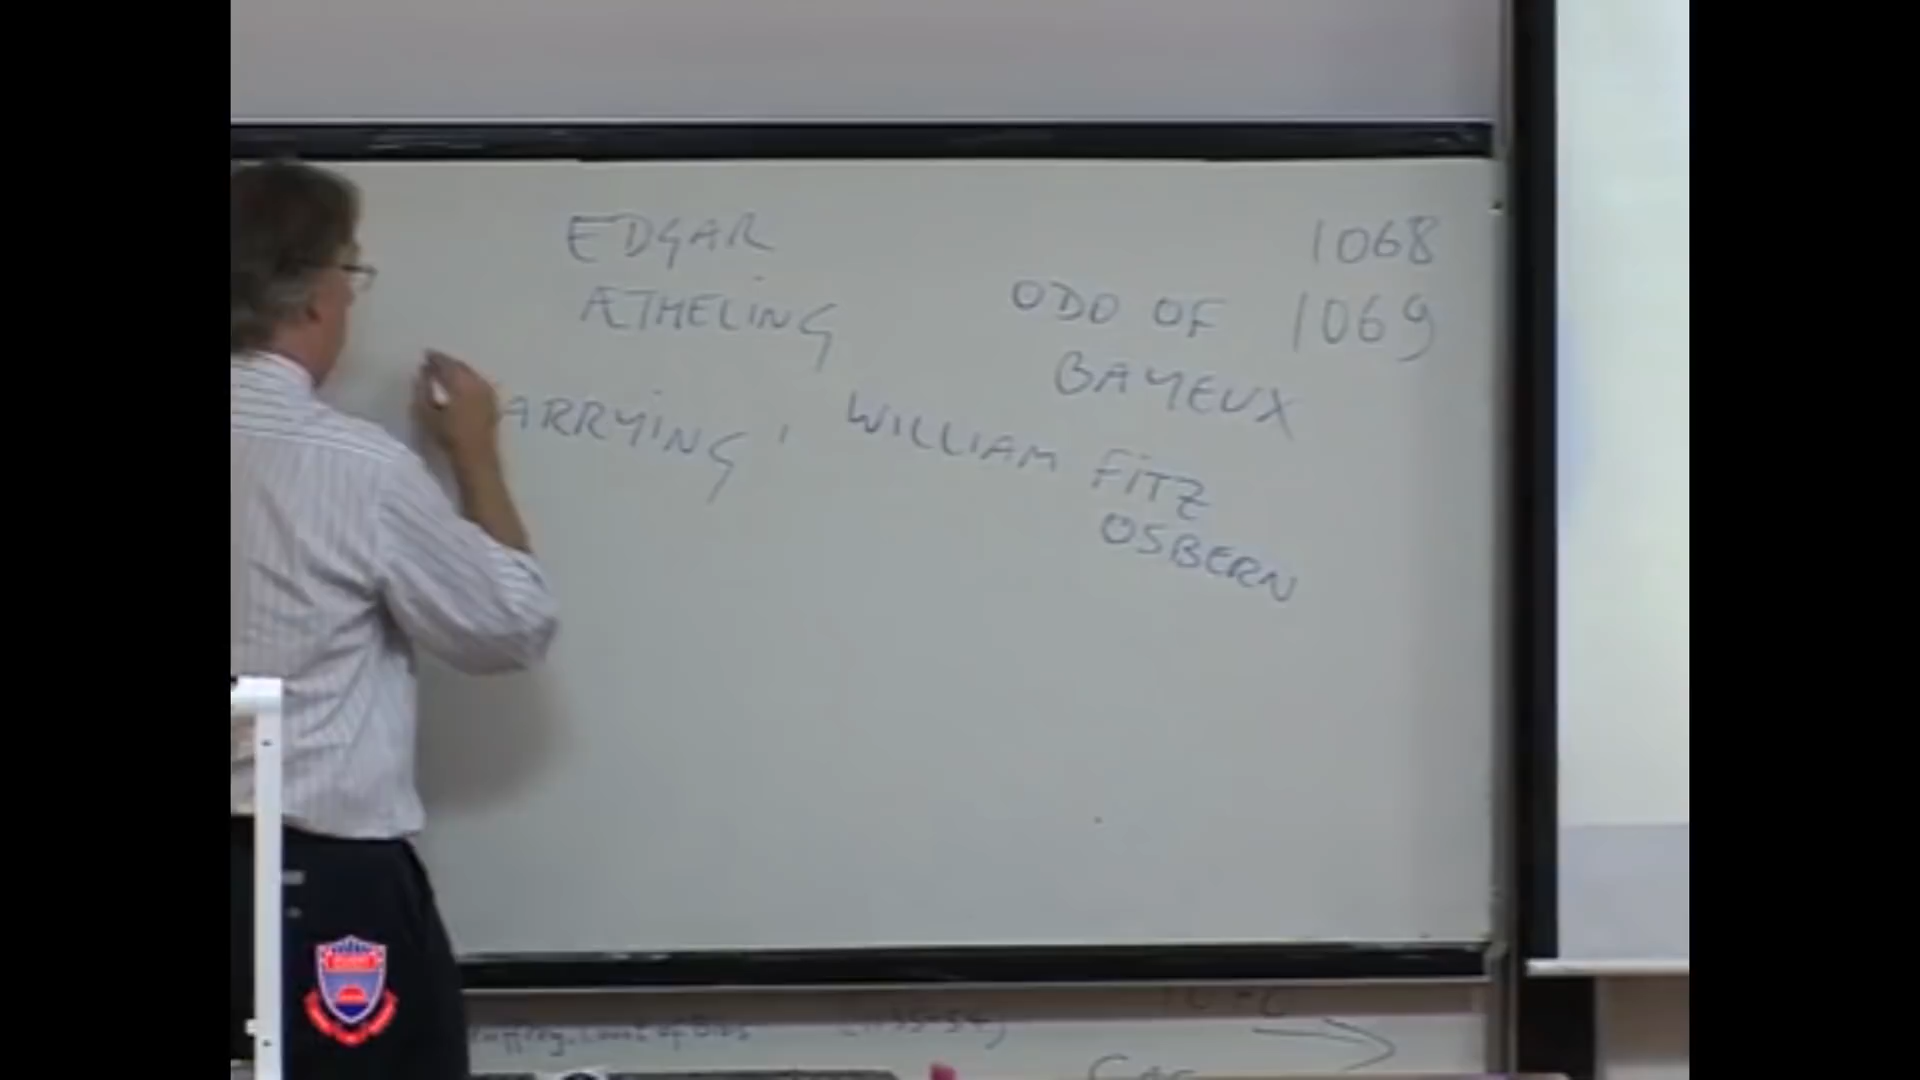 EDGAR
ÆTHELING
ARRYING'
1068
ODO OF 1069
BAYEUX
WILLIAM FITZ
OSBERN